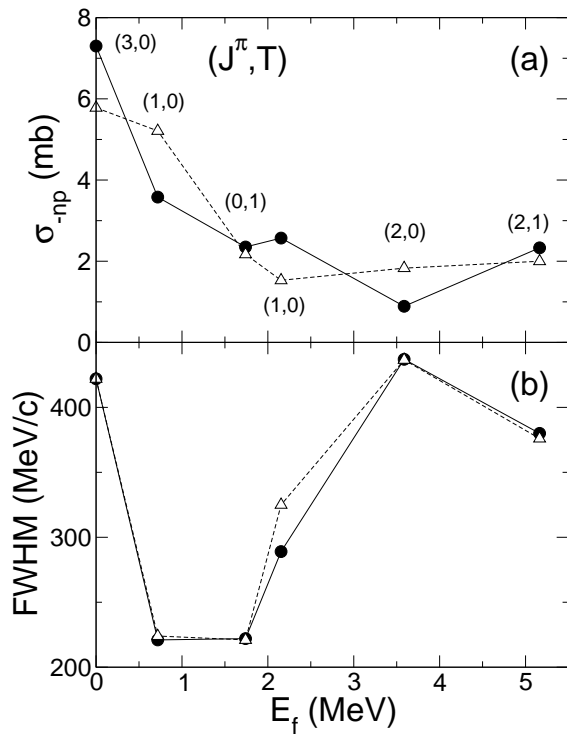 (J^π,T) (a)
(3,0)
(1,0)
(0,1)
(2,0)
(2,1)
(1,0)
8
6
4
2
0
σ_-np (mb)
(b)
400
300
200
FWHM (MeV/c)
0 1 2 3 4 5
E_f (MeV)